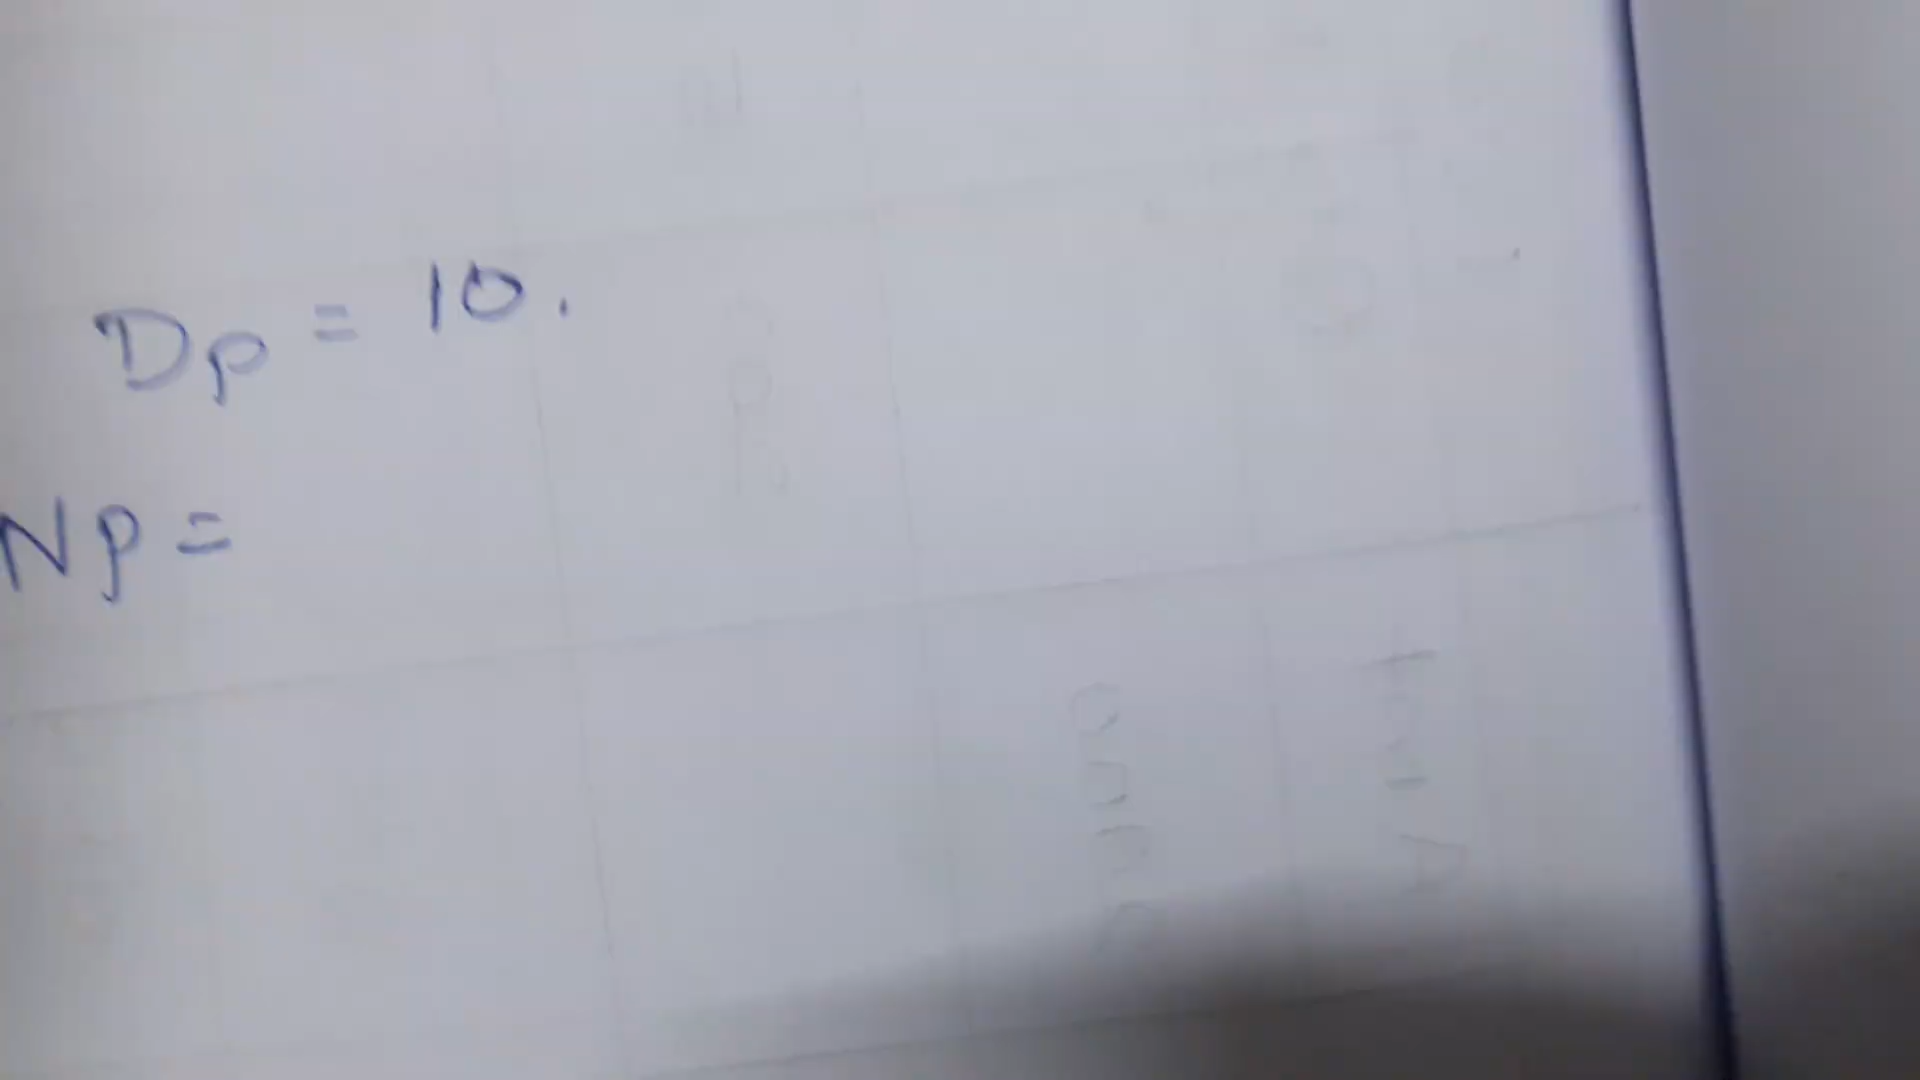 Dp = 10.
Np =